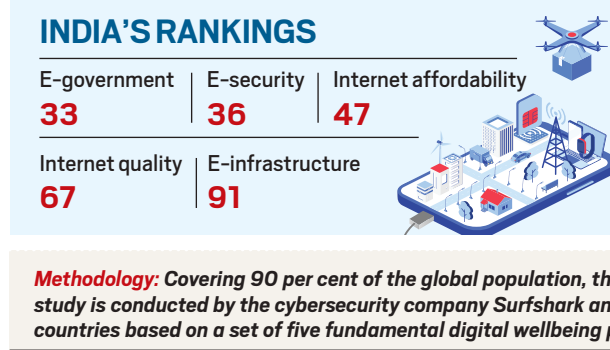 INDIA'S RANKINGS
E-government E-security Internet affordability
33 36 47
Internet quality E-infrastructure
67 91
Methodology: Covering 90 per cent of the global population,
study is conducted by the cybersecurity company Surfshark
countries based on a set of five fundamental digital wellbeing